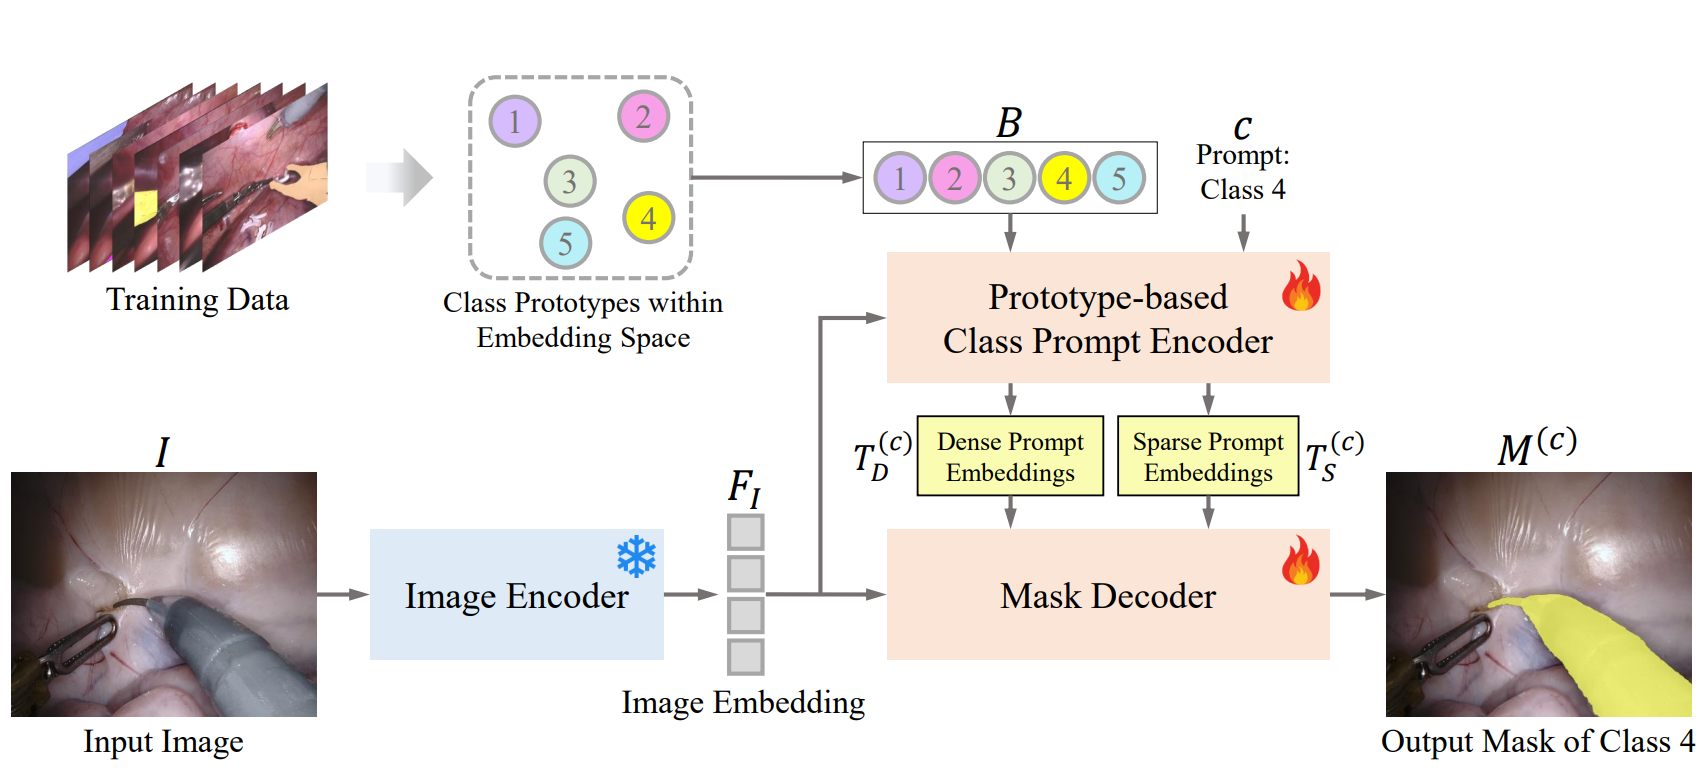 1
2
3
4
5
B
1 2 3 4 5
c
Prompt:
Class 4
Training Data
Class Prototypes within
Embedding Space
Prototype-based
Class Prompt Encoder
T_D^{(c)}
Dense Prompt
Embeddings
Sparse Prompt
Embeddings
T_S^{(c)}
I
F_I
M^{(c)}
Image Encoder
Mask Decoder
Image Embedding
Input Image
Output Mask of Class 4